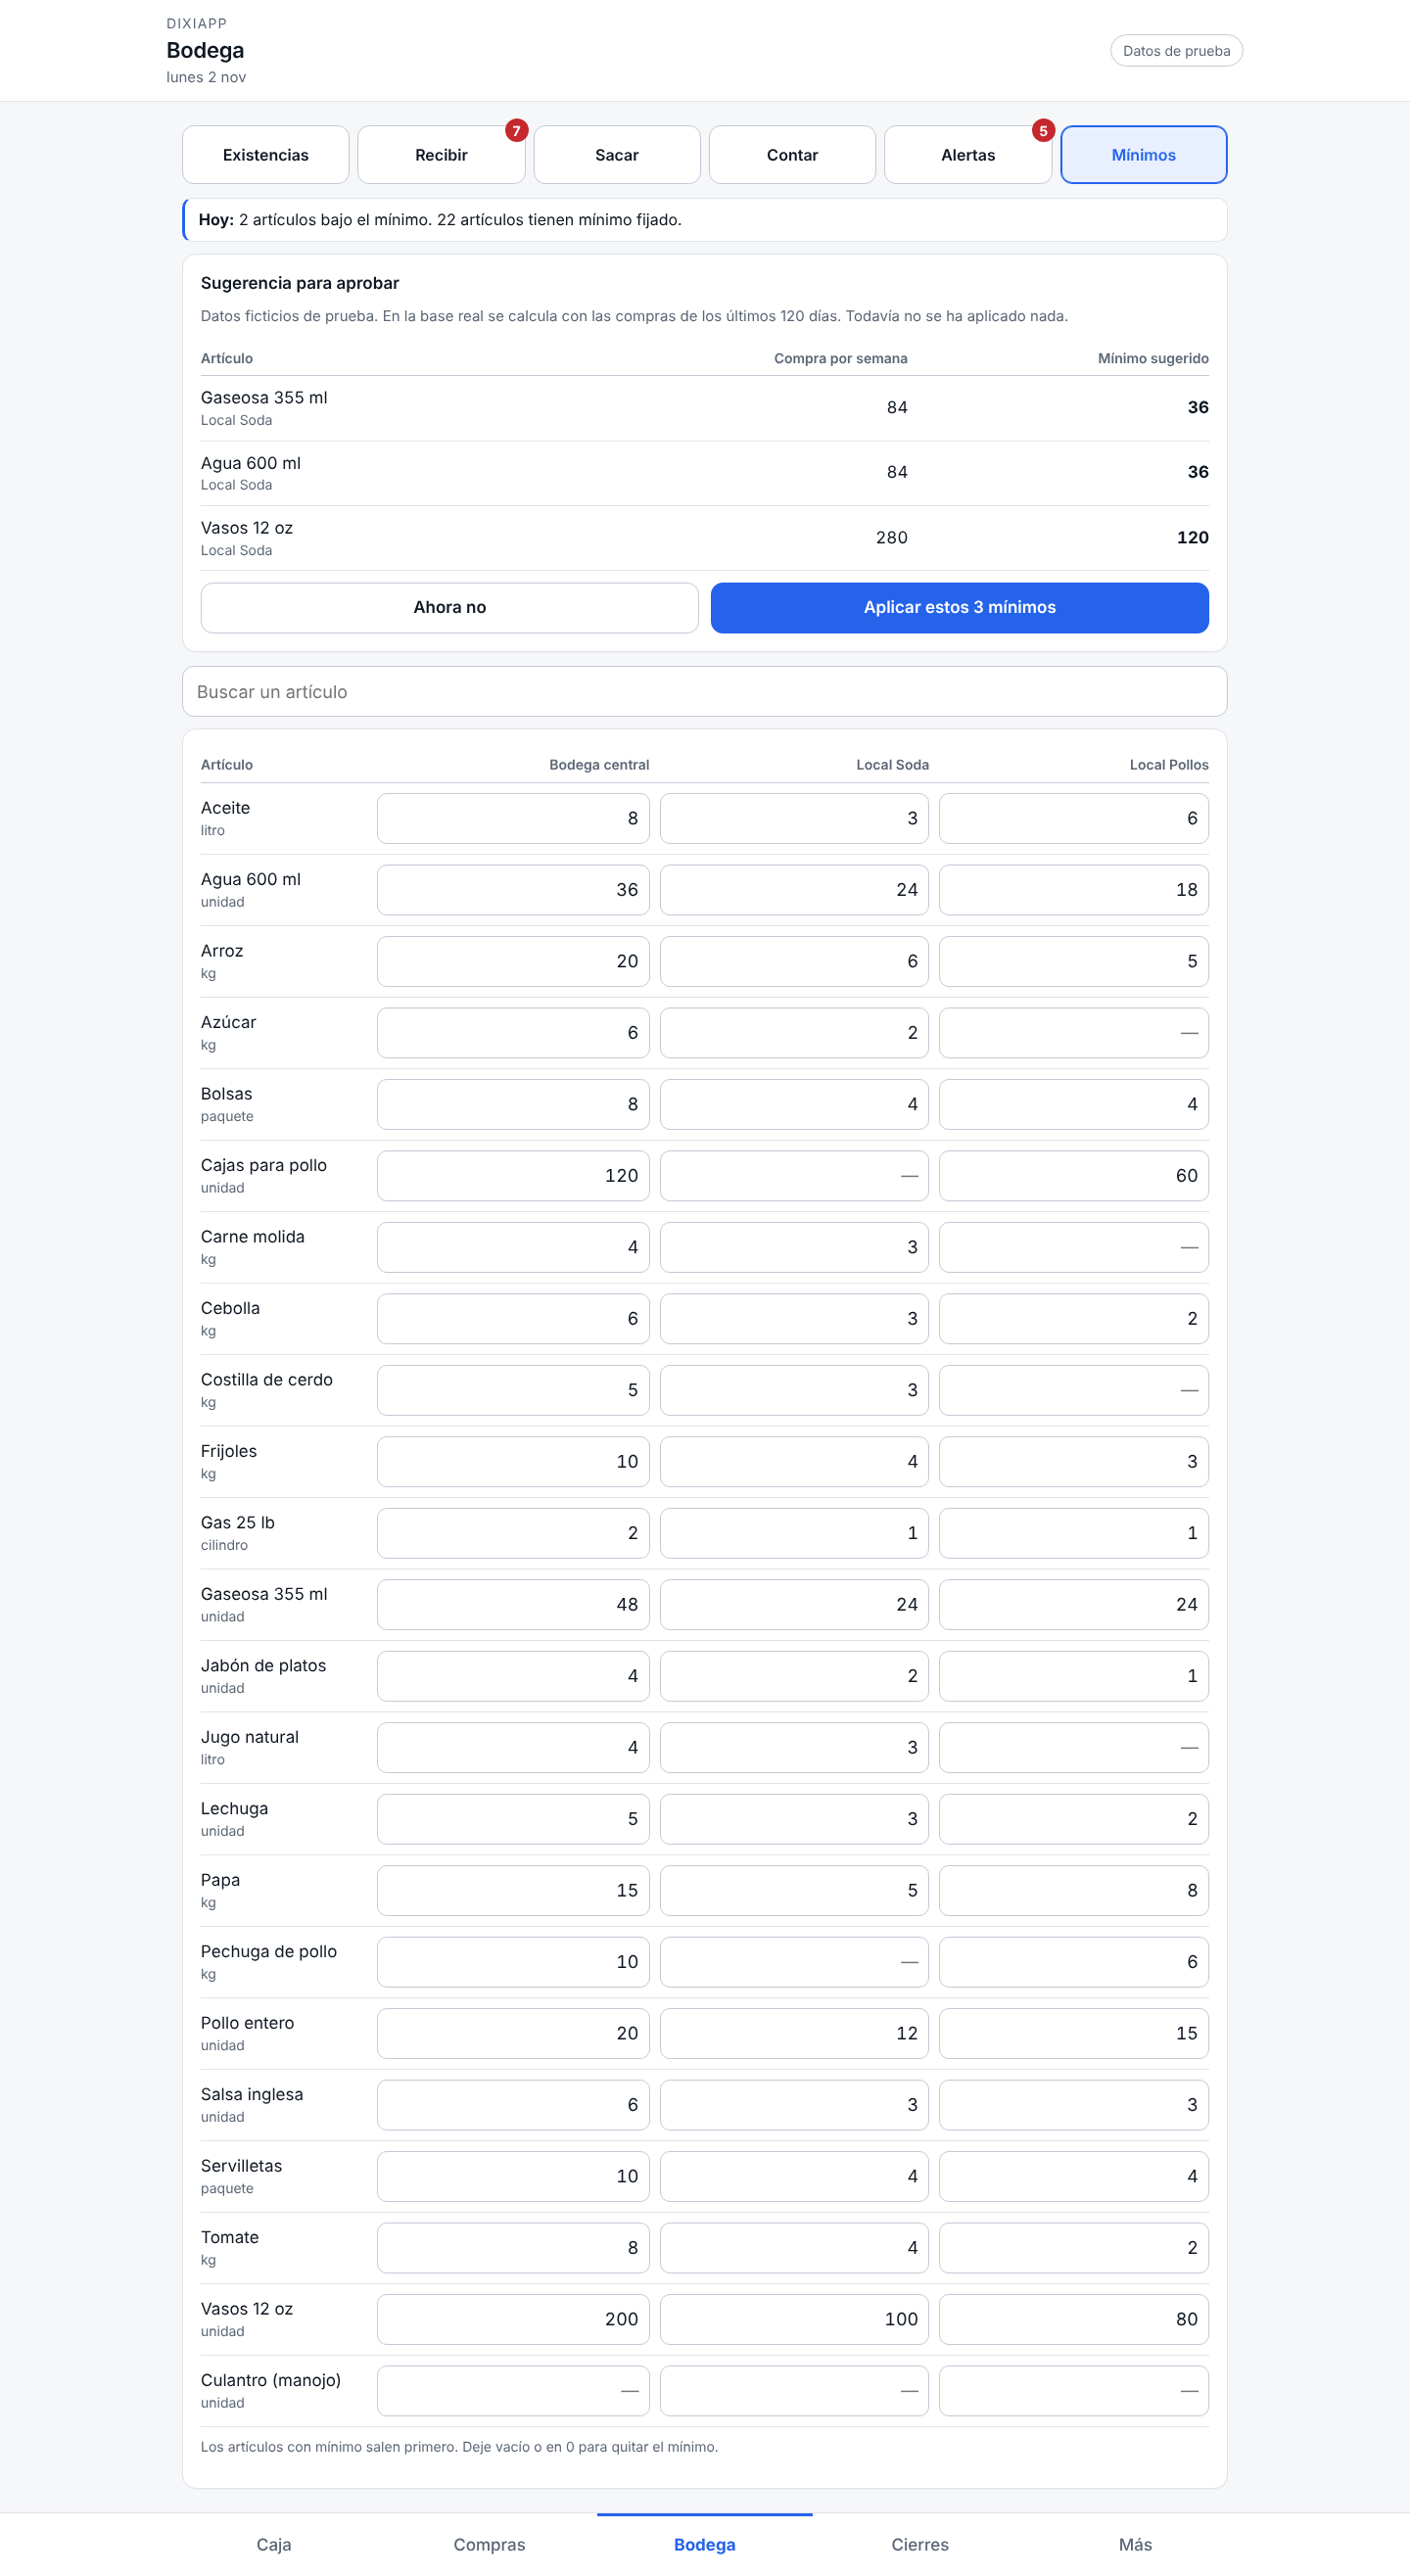 DIXIAPP
Bodega
lunes 2 nov
Datos de prueba
Existencias
Recibir
7
Sacar
Contar
Alertas
5
Mínimos
Hoy: 2 artículos bajo el mínimo. 22 artículos tienen mínimo fijado.
Sugerencia para aprobar
Datos ficticios de prueba. En la base real se calcula con las compras de los últimos 120 días. Todavía no se ha aplicado nada.
Artículo Compra por semana Mínimo sugerido
Gaseosa 355 ml 84 36
Local Soda
Agua 600 ml 84 36
Local Soda
Vasos 12 oz 280 120
Local Soda
Ahora no
Aplicar estos 3 mínimos
Buscar un artículo
Artículo Bodega central Local Soda Local Pollos
Aceite 8 3 6
litro
Agua 600 ml 36 24 18
unidad
Arroz 20 6 5
kg
Azúcar 6 2 —
kg
Bolsas 8 4 4
paquete
Cajas para pollo 120 — 60
unidad
Carne molida 4 3 —
kg
Cebolla 6 3 2
kg
Costilla de cerdo 5 3 —
kg
Frijoles 10 4 3
kg
Gas 25 lb 2 1 1
cilindro
Gaseosa 355 ml 48 24 24
unidad
Jabón de platos 4 2 1
unidad
Jugo natural 4 3 —
litro
Lechuga 5 3 2
unidad
Papa 15 5 8
kg
Pechuga de pollo 10 — 6
kg
Pollo entero 20 12 15
unidad
Salsa inglesa 6 3 3
unidad
Servilletas 10 4 4
paquete
Tomate 8 4 2
kg
Vasos 12 oz 200 100 80
unidad
Culantro (manojo) — — —
unidad
Los artículos con mínimo salen primero. Deje vacío o en 0 para quitar el mínimo.
Caja
Compras
Bodega
Cierres
Más